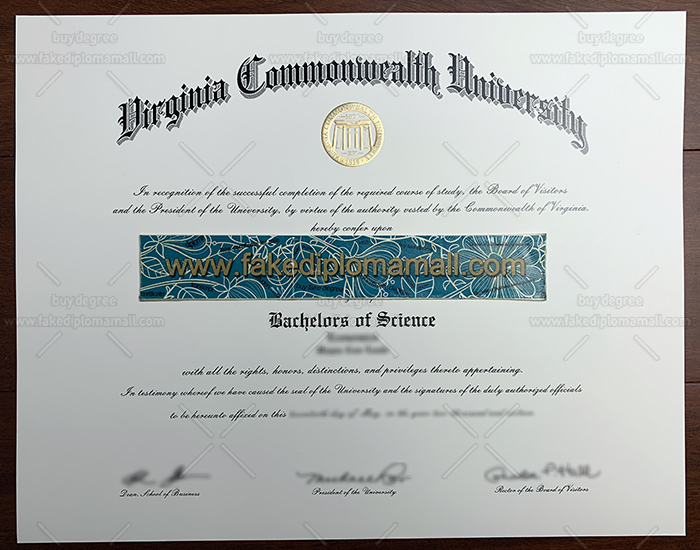 buydegree
www.fakediplomamall.com
Virginia Commonwealth University
In recognition of the successful completion of the required course of study, the Board of Visitors
and the President of the University, by virtue of the authority vested by the Commonwealth of Virginia,
hereby confer upon
www.fakediplomamall.com
Bachelors of Science
with all the rights, honors, distinctions, and privileges thereto appertaining.
In testimony whereof we have caused the seal of the University and the signatures of the duly authorized officials
to be hereunto affixed on this
Dean, School of Business
President of the University
Rector of the Board of Visitors